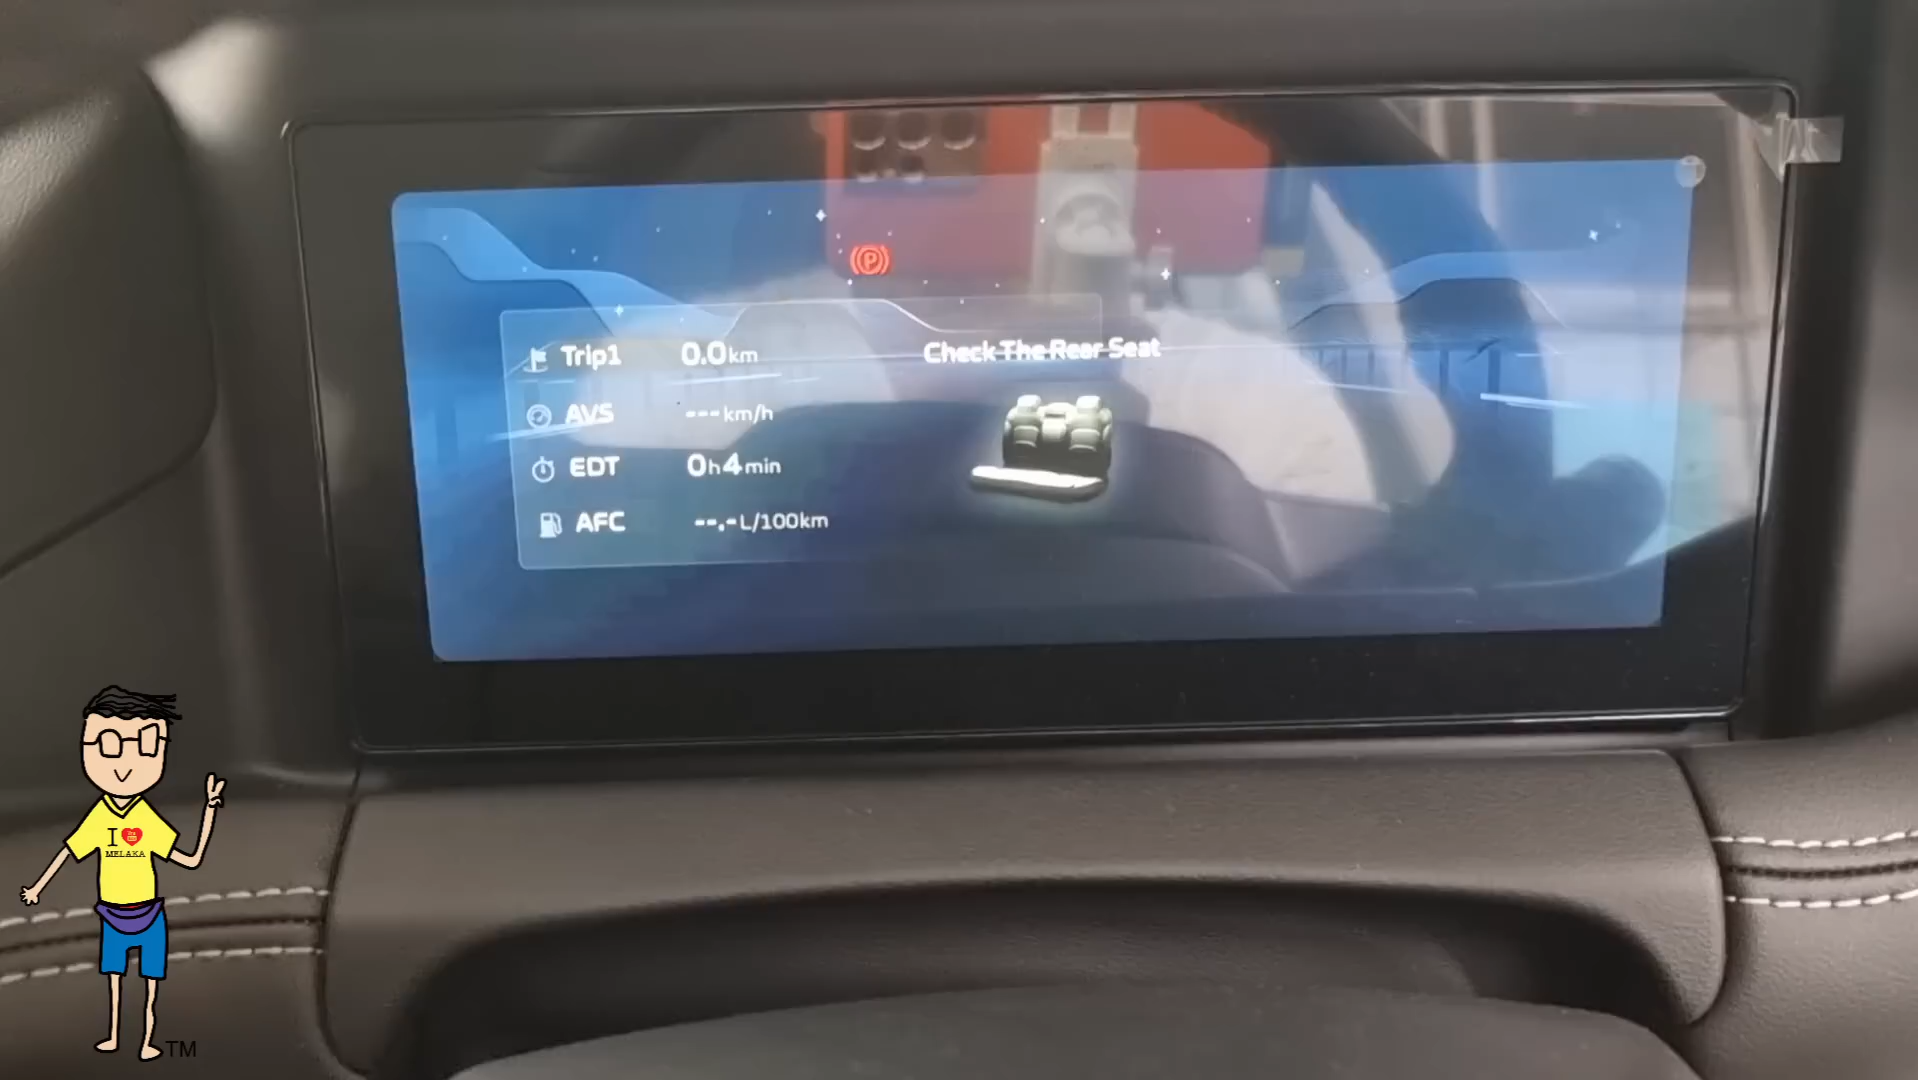 P
Trip1 0.0km
Check The Rear Seat
AVS ---km/h
EDT 0h4min
AFC --.-L/100km
I
MELAKA
TM